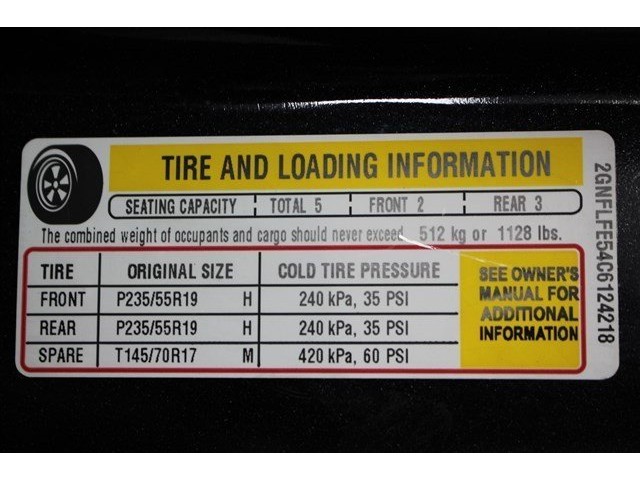 TIRE AND LOADING INFORMATION
SEATING CAPACITY TOTAL 5 FRONT 2 REAR 3
The combined weight of occupants and cargo should never exceed 512 kg or 1128 lbs.
TIRE ORIGINAL SIZE COLD TIRE PRESSURE
FRONT P235/55R19 H 240 kPa, 35 PSI
REAR P235/55R19 H 240 kPa, 35 PSI
SPARE T145/70R17 M 420 kPa, 60 PSI
SEE OWNER'S
MANUAL FOR
ADDITIONAL
INFORMATION
2GNFLFE54C6124218